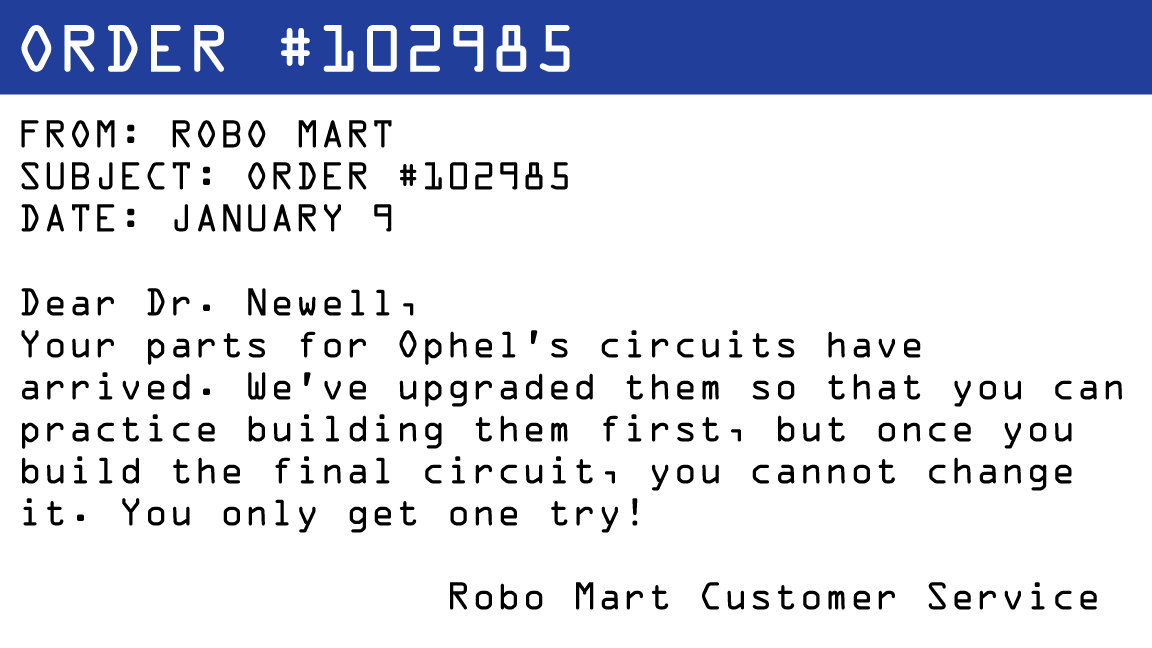 ORDER #102985
FROM: ROBO MART
SUBJECT: ORDER #102985
DATE: JANUARY 9
Dear Dr. Newell,
Your parts for Ophel's circuits have
arrived. We've upgraded them so that you can
practice building them first, but once you
build the final circuit, you cannot change
it. You only get one try!
Robo Mart Customer Service